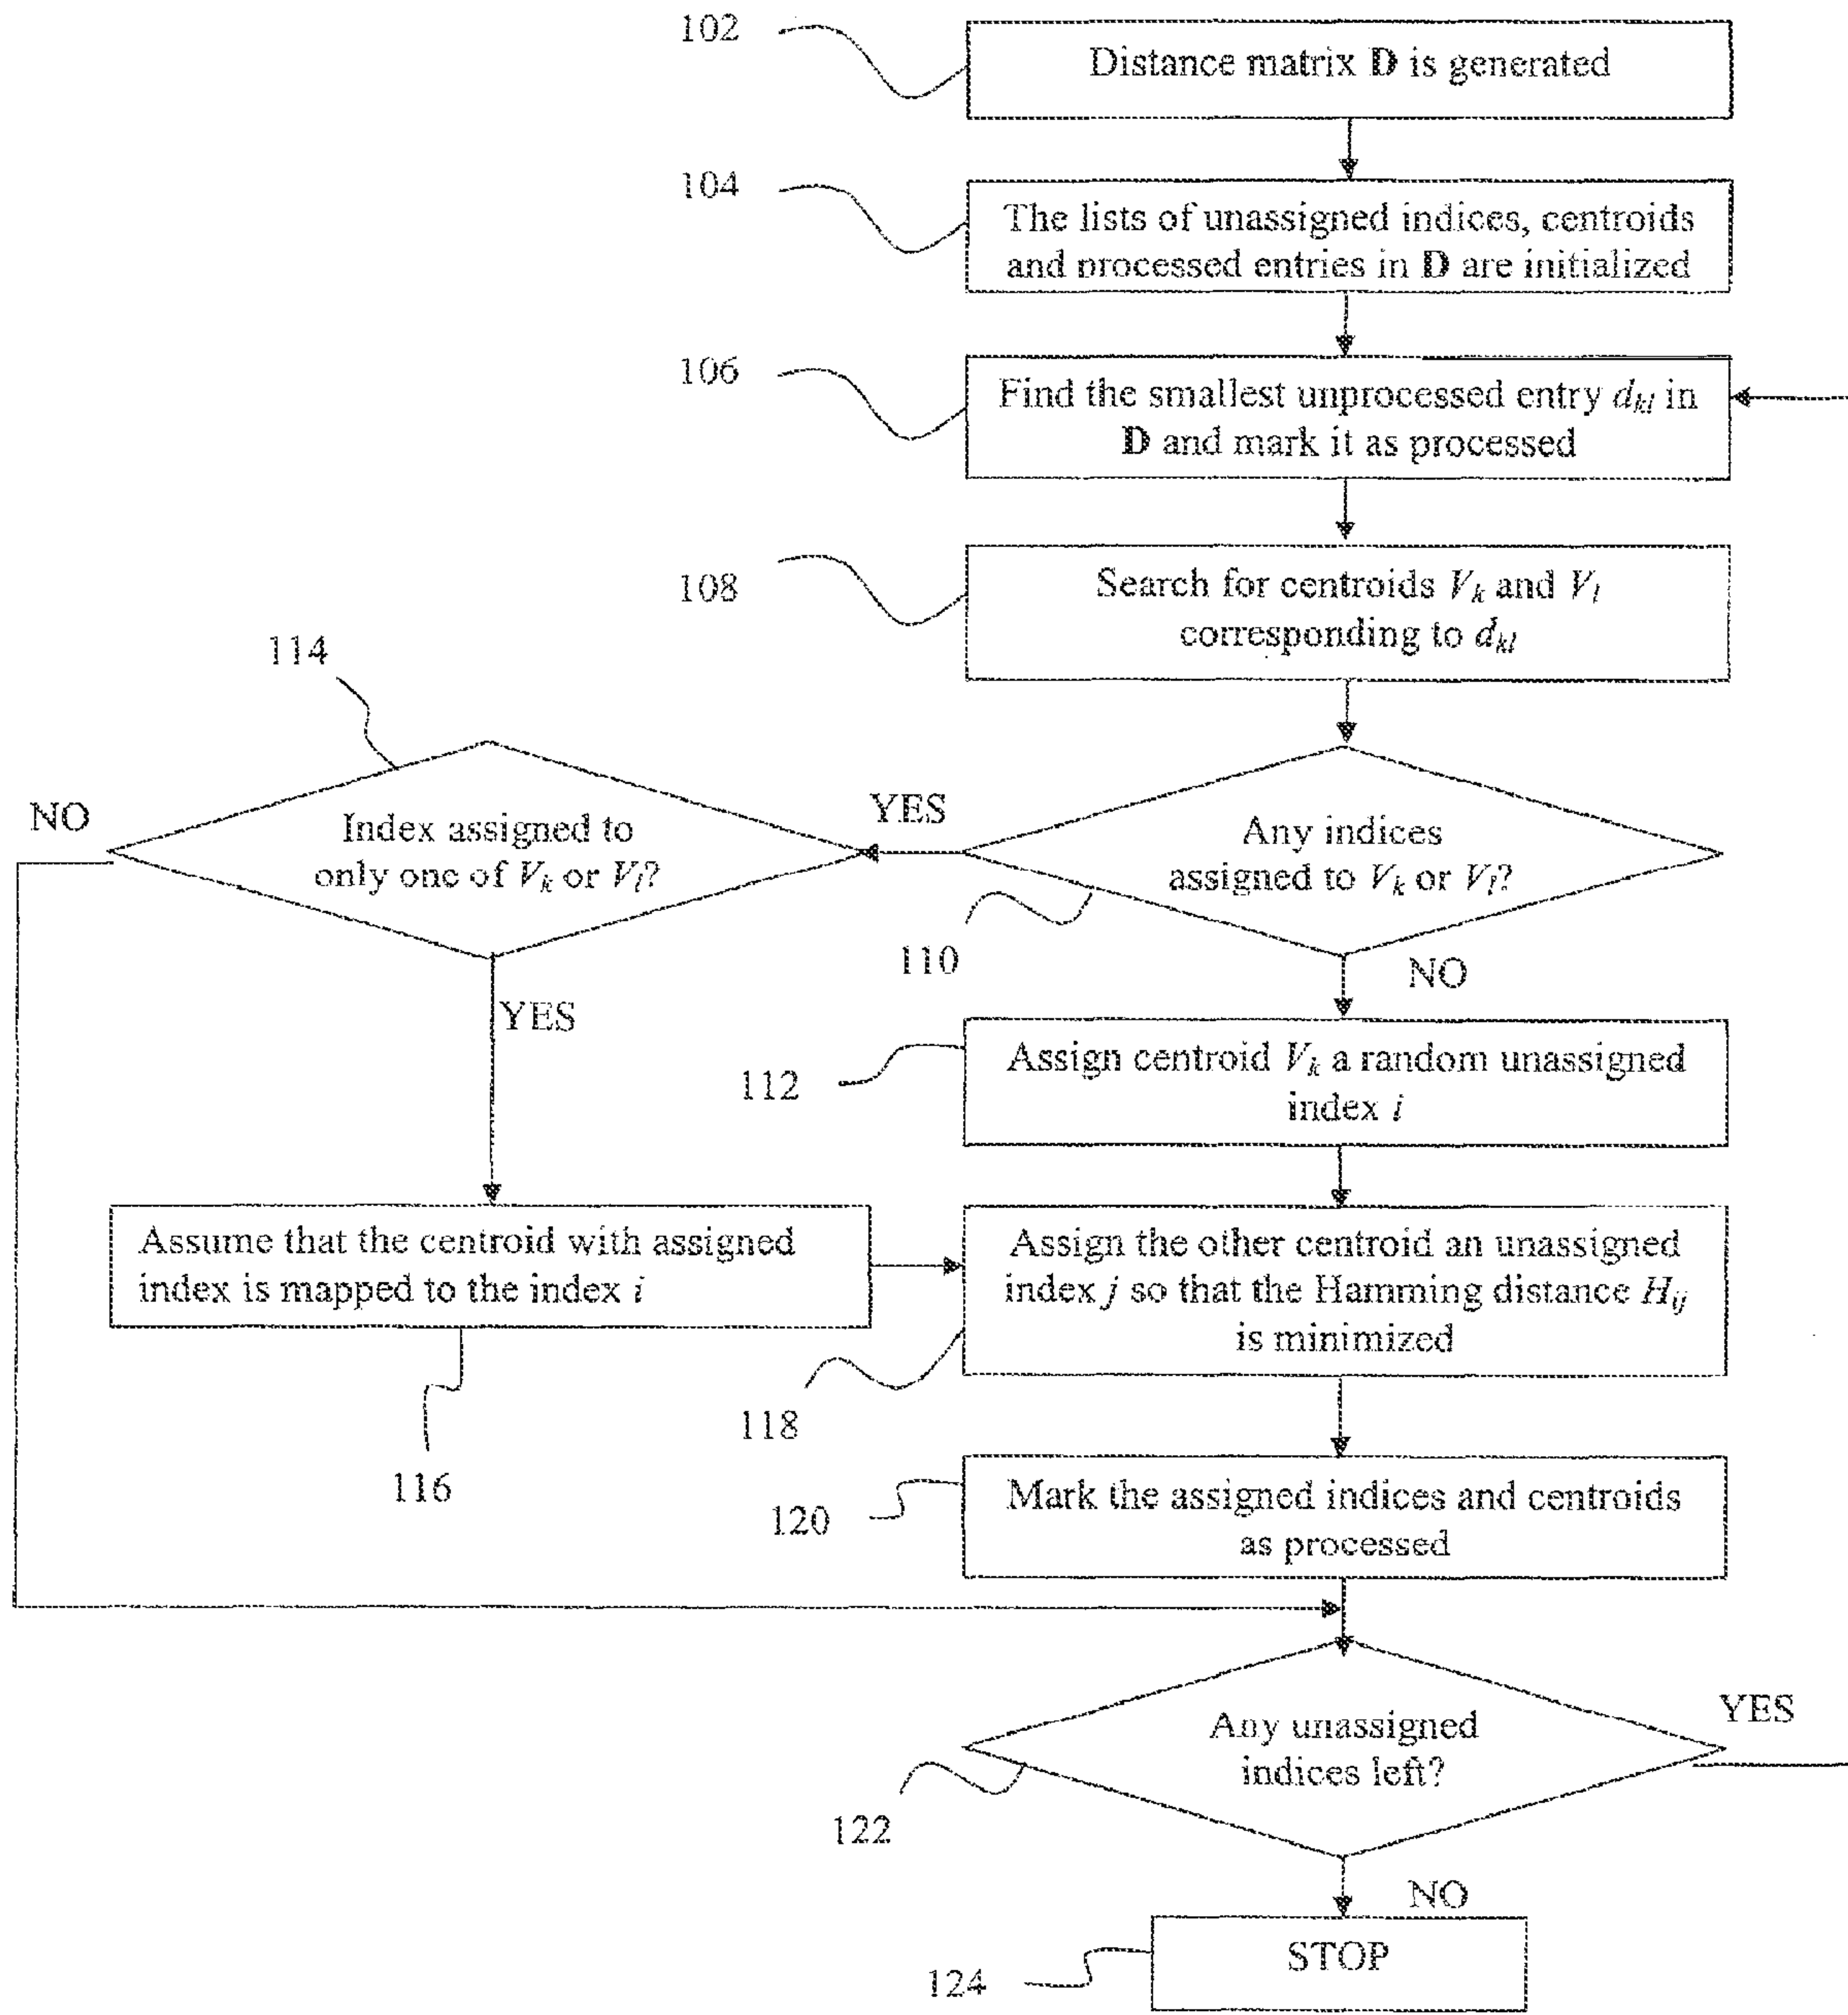 102
Distance matrix D is generated
104
The lists of unassigned indices, centroids
and processed entries in D are initialized
106
Find the smallest unprocessed entry dkl in
D and mark it as processed
108
Search for centroids Vk and Vl
corresponding to dkl
114
NO
Index assigned to
only one of Vk or Vl?
YES
Any indices
assigned to Vk or Vl?
110
NO
YES
112
Assign centroid Vk a random unassigned
index i
Assume that the centroid with assigned
index is mapped to the index i
Assign the other centroid an unassigned
index j so that the Hamming distance Hij
is minimized
118
116
120
Mark the assigned indices and centroids
as processed
Any unassigned
indices left?
YES
122
NO
STOP
124